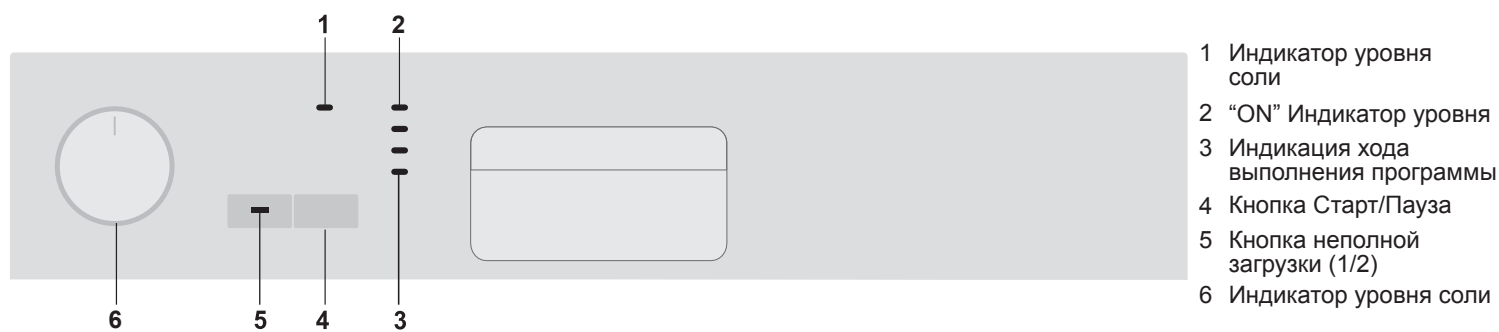 1 2
1 Индикатор уровня
соли
2 “ON” Индикатор уровня
3 Индикация хода
выполнения программы
4 Кнопка Старт/Пауза
5 Кнопка неполной
загрузки (1/2)
6 Индикатор уровня соли
6 5 4 3